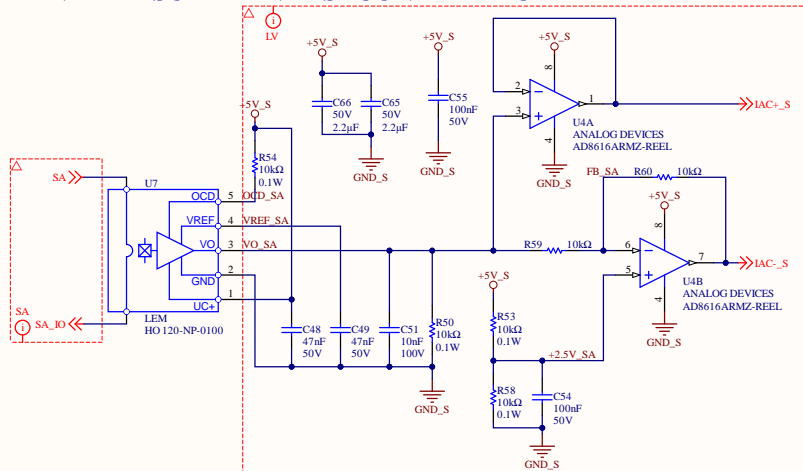 LV
+5V_S
+5V_S
+5V_S
8
2
3
1
4
IAC+_S
C66
50V
2.2µF
C65
50V
2.2µF
C55
100nF
50V
U4A
ANALOG DEVICES
AD8616ARMZ-REEL
GND_S
GND_S
GND_S
+5V_S
R54
10kΩ
0.1W
SA
U7
OCD
5
OCD_SA
VREF
4
VREF_SA
VO
3
VO_SA
GND
2
UC+
1
SA
SA_IO
LEM
HO 120-NP-0100
FB_SA
R60
10kΩ
R59
10kΩ
+5V_S
8
6
5
7
4
IAC-_S
U4B
ANALOG DEVICES
AD8616ARMZ-REEL
GND_S
+5V_S
R53
10kΩ
0.1W
+2.5V_SA
C48
47nF
50V
C49
47nF
50V
C51
10nF
100V
R50
10kΩ
0.1W
GND_S
R58
10kΩ
0.1W
C54
100nF
50V
GND_S